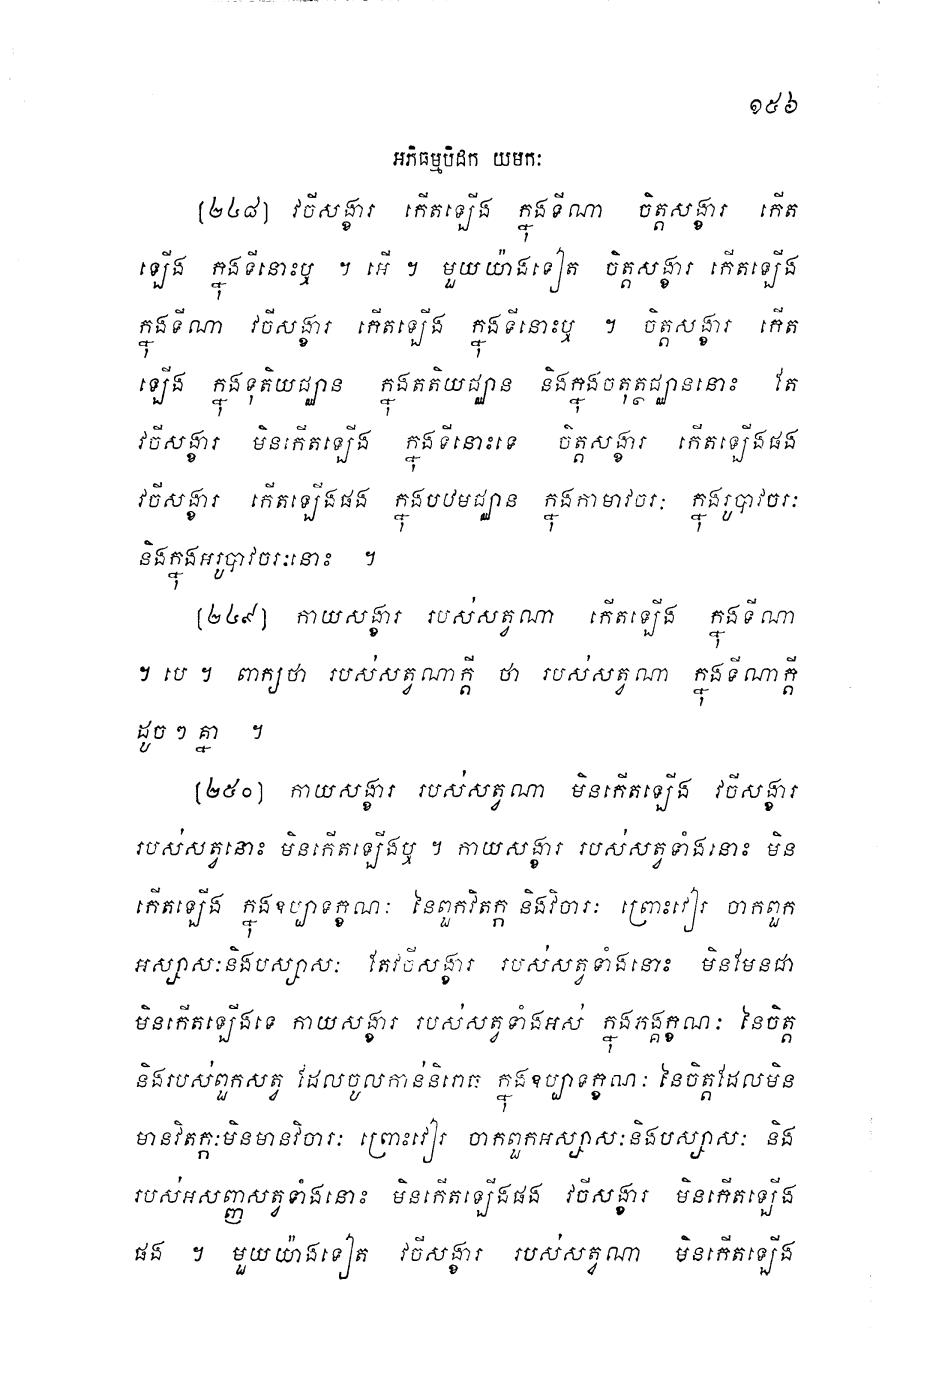 ១៥៦
អភិធម្មបិដក យមកៈ
(២៤៨) វចីសង្ខារ កើតឡើង ក្នុងទីណា ចិត្តសង្ខារ កើត
ឡើង ក្នុងទីនោះឬ ។ អើ ។ មួយយ៉ាងទៀត ចិត្តសង្ខារ កើតឡើង
ក្នុងទីណា វចីសង្ខារ កើតឡើង ក្នុងទីនោះឬ ។ ចិត្តសង្ខារ កើត
ឡើង ក្នុងទុតិយជ្ឈាន ក្នុងតតិយជ្ឈាន និងក្នុងចតុត្ថជ្ឈាននោះ តែ
វចីសង្ខារ មិនកើតឡើង ក្នុងទីនោះទេ ចិត្តសង្ខារ កើតឡើងផង
វចីសង្ខារ កើតឡើងផង ក្នុងបឋមជ្ឈាន ក្នុងកាមាវចរៈ ក្នុងរូបាវចរៈ
និងក្នុងអរូបាវចរៈនោះ ។
(២៤៩) កាយសង្ខារ របស់សត្វណា កើតឡើង ក្នុងទីណា
។ បេ ។ ពាក្យថា របស់សត្វណាក្តី ថា របស់សត្វណា ក្នុងទីណាក្តី
ដូច ៗ គ្នា ។
(២៥០) កាយសង្ខារ របស់សត្វណា មិនកើតឡើង វចីសង្ខារ
របស់សត្វនោះ មិនកើតឡើងឬ ។ កាយសង្ខារ របស់សត្វទាំងនោះ មិន
កើតឡើង ក្នុងឧប្បាទក្ខណៈ នៃពួកវិតក្ក និងវិចារៈ ព្រោះវៀរ ចាកពួក
អស្សាសៈនិងបស្សាសៈ តែវចីសង្ខារ របស់សត្វទាំងនោះ មិនមែនជា
មិនកើតឡើងទេ កាយសង្ខារ របស់សត្វទាំងអស់ ក្នុងភង្គក្ខណៈ នៃចិត្ត
និងរបស់ពួកសត្វ ដែលចូលកាន់និរោធ ក្នុងឧប្បាទក្ខណៈ នៃចិត្តដែលមិន
មានវិតក្កៈមិនមានវិចារៈ ព្រោះវៀរ ចាកពួកអស្សាសៈនិងបស្សាសៈ និង
របស់អសញ្ញសត្វទាំងនោះ មិនកើតឡើងផង វចីសង្ខារ មិនកើតឡើង
ផង ។ មួយយ៉ាងទៀត វចីសង្ខារ របស់សត្វណា មិនកើតឡើង